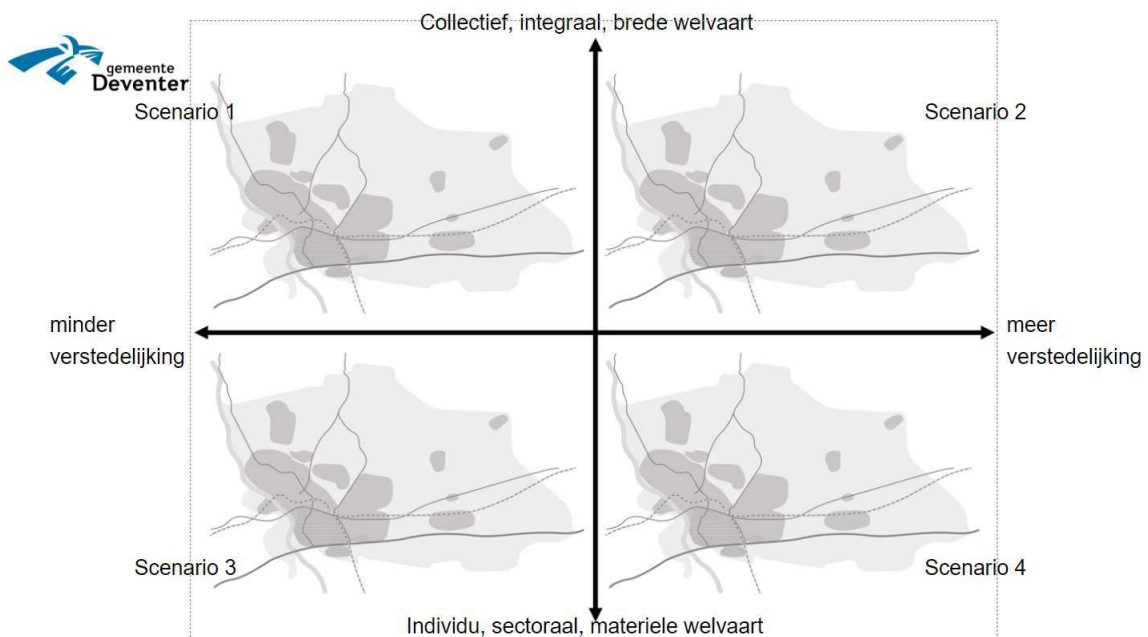 Collectief, integraal, brede welvaart
gemeente
Deventer
Scenario 1
Scenario 2
minder
verstedelijking
meer
verstedelijking
Scenario 3
Scenario 4
Individu, sectoraal, materiele welvaart